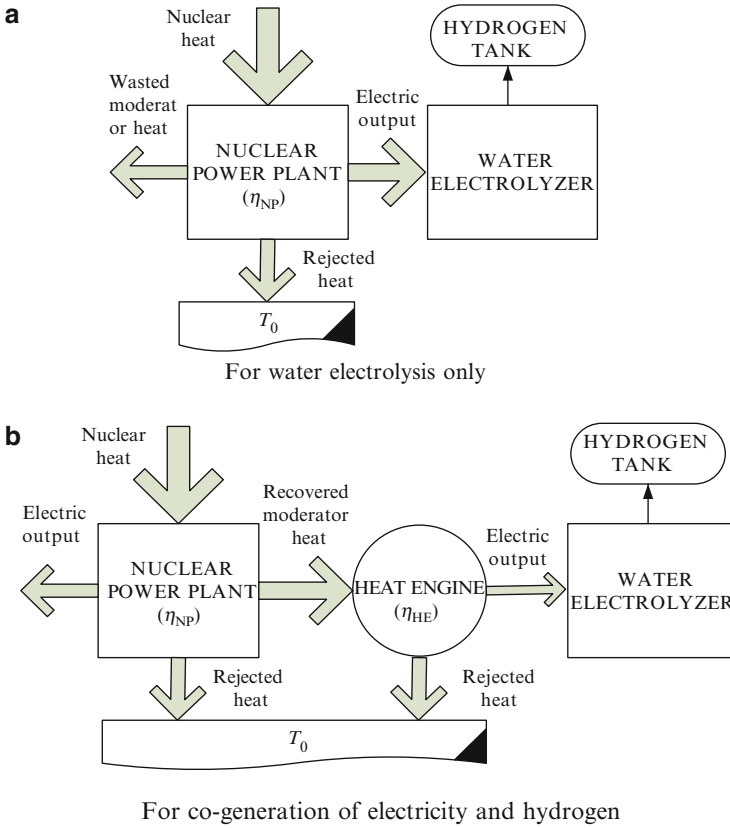 a
Nuclear
heat
HYDROGEN
TANK
Wasted
moderat
or heat
Electric
output
NUCLEAR
POWER PLANT
(ηNP)
WATER
ELECTROLYZER
Rejected
heat
T0
For water electrolysis only
b
Nuclear
heat
HYDROGEN
TANK
Electric
output
Recovered
moderator
heat
Electric
output
NUCLEAR
POWER PLANT
(ηNP)
HEAT ENGINE
(ηHE)
WATER
ELECTROLYZER
Rejected
heat
Rejected
heat
T0
For co-generation of electricity and hydrogen